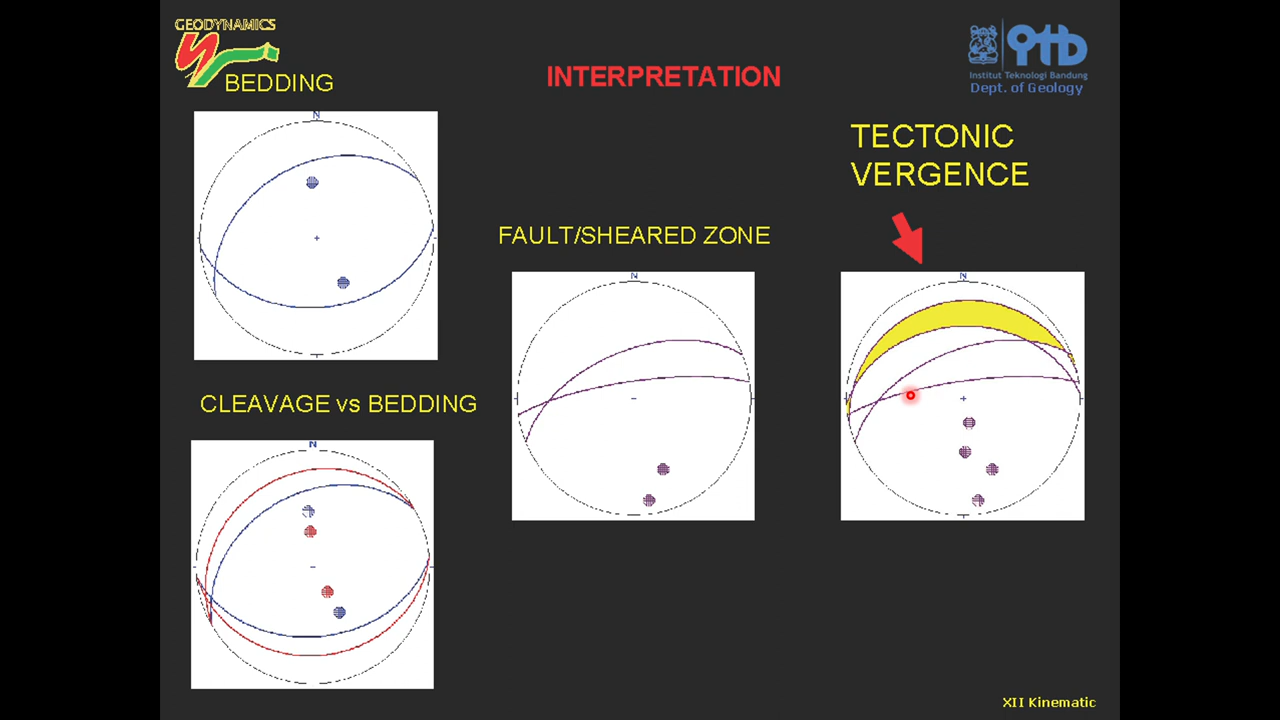 GEODYNAMICS
BEDDING
INTERPRETATION
Itb
Institut Teknologi Bandung
Dept. of Geology
TECTONIC
VERGENCE
N
FAULT/SHEARED ZONE
N
N
CLEAVAGE vs BEDDING
N
XII Kinematic